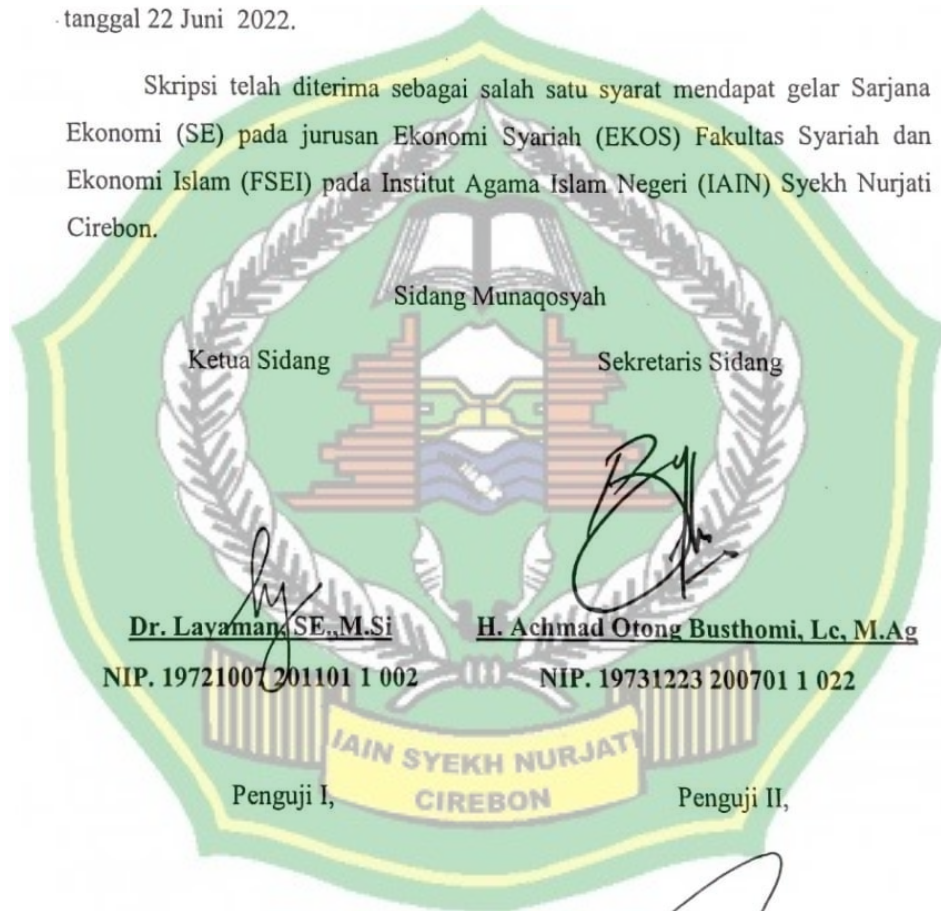 tanggal 22 Juni 2022.
Skripsi telah diterima sebagai salah satu syarat mendapat gelar Sarjana
Ekonomi (SE) pada jurusan Ekonomi Syariah (EKOS) Fakultas Syariah dan
Ekonomi Islam (FSEI) pada Institut Agama Islam Negeri (IAIN) Syekh Nurjati
Cirebon.
Sidang Munaqosyah
Ketua Sidang Sekretaris Sidang
Dr. Layaman, SE.,M.Si H. Achmad Otong Busthomi, Lc, M.Ag
NIP. 19721007 201101 1 002 NIP. 19731223 200701 1 022
IAIN SYEKH NURJATI
CIREBON
Penguji I, Penguji II,